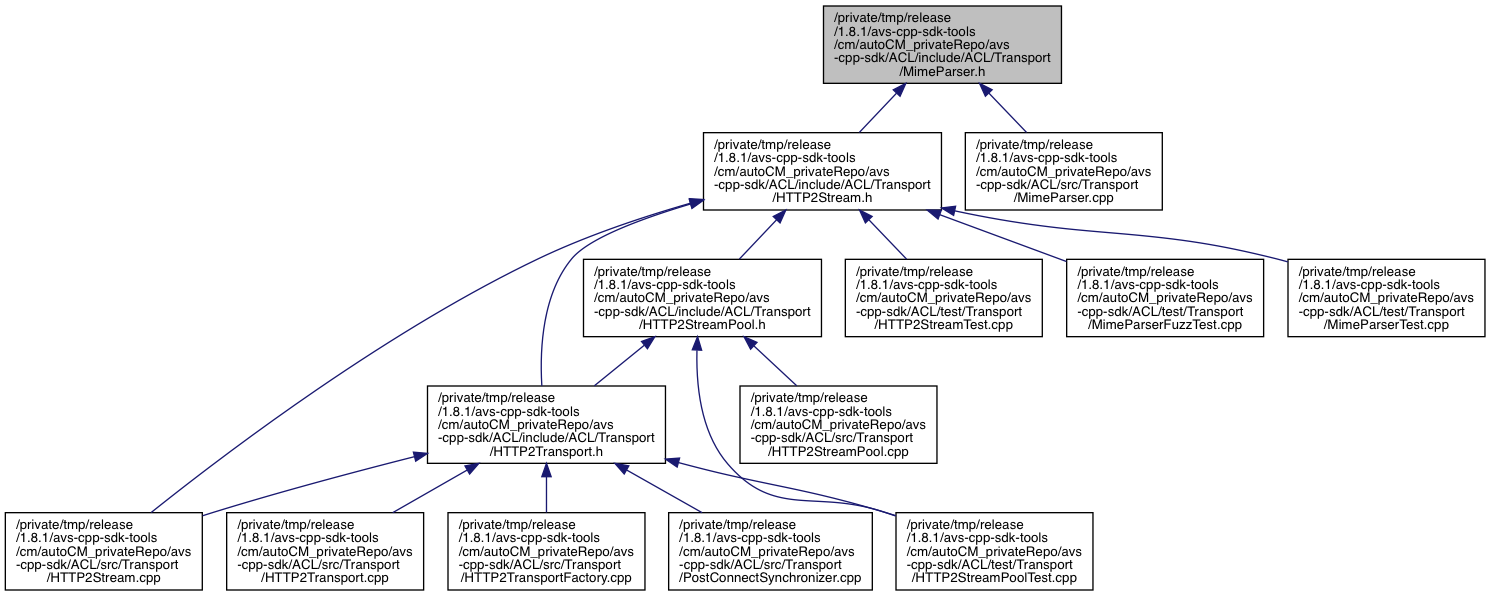 /private/tmp/release
/1.8.1/avs-cpp-sdk-tools
/cm/autoCM_privateRepo/avs
-cpp-sdk/ACL/include/ACL/Transport
/MimeParser.h
/private/tmp/release
/1.8.1/avs-cpp-sdk-tools
/cm/autoCM_privateRepo/avs
-cpp-sdk/ACL/include/ACL/Transport
/HTTP2Stream.h
/private/tmp/release
/1.8.1/avs-cpp-sdk-tools
/cm/autoCM_privateRepo/avs
-cpp-sdk/ACL/src/Transport
/MimeParser.cpp
/private/tmp/release
/1.8.1/avs-cpp-sdk-tools
/cm/autoCM_privateRepo/avs
-cpp-sdk/ACL/include/ACL/Transport
/HTTP2StreamPool.h
/private/tmp/release
/1.8.1/avs-cpp-sdk-tools
/cm/autoCM_privateRepo/avs
-cpp-sdk/ACL/test/Transport
/HTTP2StreamTest.cpp
/private/tmp/release
/1.8.1/avs-cpp-sdk-tools
/cm/autoCM_privateRepo/avs
-cpp-sdk/ACL/test/Transport
/MimeParserFuzzTest.cpp
/private/tmp/release
/1.8.1/avs-cpp-sdk-tools
/cm/autoCM_privateRepo/avs
-cpp-sdk/ACL/test/Transport
/MimeParserTest.cpp
/private/tmp/release
/1.8.1/avs-cpp-sdk-tools
/cm/autoCM_privateRepo/avs
-cpp-sdk/ACL/include/ACL/Transport
/HTTP2Transport.h
/private/tmp/release
/1.8.1/avs-cpp-sdk-tools
/cm/autoCM_privateRepo/avs
-cpp-sdk/ACL/src/Transport
/HTTP2StreamPool.cpp
/private/tmp/release
/1.8.1/avs-cpp-sdk-tools
/cm/autoCM_privateRepo/avs
-cpp-sdk/ACL/src/Transport
/HTTP2Stream.cpp
/private/tmp/release
/1.8.1/avs-cpp-sdk-tools
/cm/autoCM_privateRepo/avs
-cpp-sdk/ACL/src/Transport
/HTTP2Transport.cpp
/private/tmp/release
/1.8.1/avs-cpp-sdk-tools
/cm/autoCM_privateRepo/avs
-cpp-sdk/ACL/src/Transport
/HTTP2TransportFactory.cpp
/private/tmp/release
/1.8.1/avs-cpp-sdk-tools
/cm/autoCM_privateRepo/avs
-cpp-sdk/ACL/src/Transport
/PostConnectSynchronizer.cpp
/private/tmp/release
/1.8.1/avs-cpp-sdk-tools
/cm/autoCM_privateRepo/avs
-cpp-sdk/ACL/test/Transport
/HTTP2StreamPoolTest.cpp